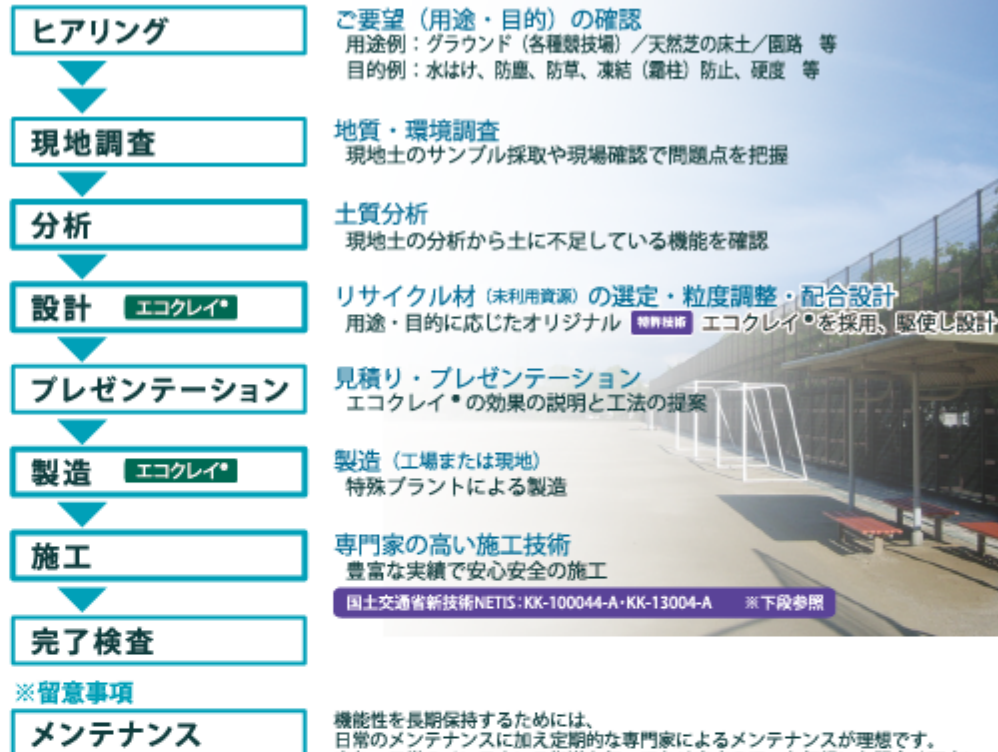 ヒアリング
ご要望（用途・目的）の確認
用途例：グラウンド（各種競技場）／天然芝の床土／園路　等
目的例：水はけ、防塵、防草、凍結（霜柱）防止、硬度　等
現地調査
地質・環境調査
現地土のサンプル採取や現場確認で問題点を把握
分析
土質分析
現地土の分析から土に不足している機能を確認
設計 エコクレイ®
リサイクル材（未利用資源）の選定・粒度調整・配合設計
用途・目的に応じたオリジナル 特許技術 エコクレイ®を採用、駆使し設計
プレゼンテーション
見積り・プレゼンテーション
エコクレイ®の効果の説明と工法の提案
製造 エコクレイ®
製造（工場または現地）
特殊プラントによる製造
施工
専門家の高い施工技術
豊富な実績で安心安全の施工
国土交通省新技術NETIS：KK-100044-A・KK-13004-A　※下段参照
完了検査
※留意事項
メンテナンス
機能性を長期保持するためには、
日常のメンテナンスに加え定期的な専門家によるメンテナンスが理想です。